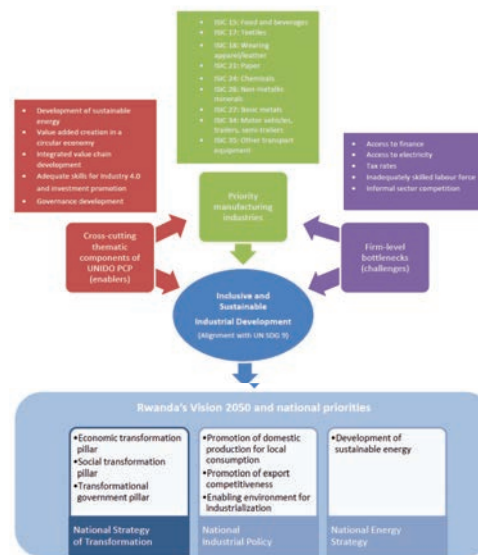 • ISIC 15: Food and beverages
• ISIC 17: Textiles
• ISIC 18: Wearing
apparel/leather
• ISIC 21: Paper
• ISIC 24: Chemicals
• ISIC 26: Non-metallic
minerals
• ISIC 27: Basic metals
• ISIC 34: Motor vehicles,
trailers, semi-trailers
• ISIC 35: Other transport
equipment
• Development of sustainable
energy
• Value added creation in a
circular economy
• Integrated value chain
development
• Adequate skills for Industry 4.0
and investment promotion
• Governance development
• Access to finance
• Access to electricity
• Tax rates
• Inadequately skilled labour force
• Informal sector competition
Priority
manufacturing
industries
Cross-cutting
thematic
components of
UNIDO PCP
(enablers)
Firm-level
bottlenecks
(challenges)
Inclusive and
Sustainable
Industrial Development
(Alignment with UN SDG 9)
Rwanda's Vision 2050 and national priorities
•Economic transformation
pillar
•Social transformation
pillar
•Transformational
government pillar
National Strategy
of Transformation
•Promotion of domestic
production for local
consumption
•Promotion of export
competitiveness
•Enabling environment for
industrialization
National
Industrial Policy
•Development of
sustainable energy
National Energy
Strategy